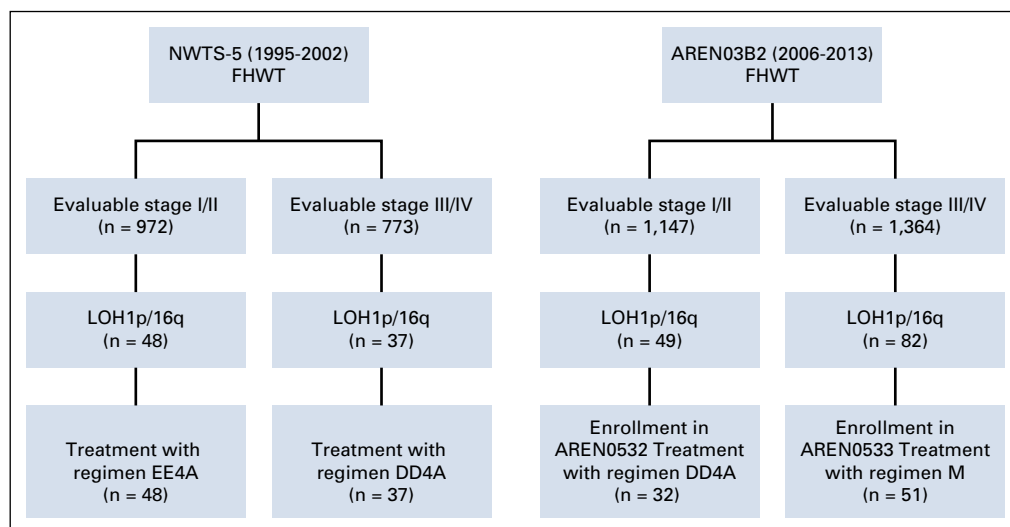 NWTS-5 (1995-2002)
FHWT
Evaluable stage I/II
(n = 972)
LOH1p/16q
(n = 48)
Treatment with
regimen EE4A
(n = 48)
Evaluable stage III/IV
(n = 773)
LOH1p/16q
(n = 37)
Treatment with
regimen DD4A
(n = 37)
AREN03B2 (2006-2013)
FHWT
Evaluable stage I/II
(n = 1,147)
LOH1p/16q
(n = 49)
Enrollment in
AREN0532 Treatment
with regimen DD4A
(n = 32)
Evaluable stage III/IV
(n = 1,364)
LOH1p/16q
(n = 82)
Enrollment in
AREN0533 Treatment
with regimen M
(n = 51)